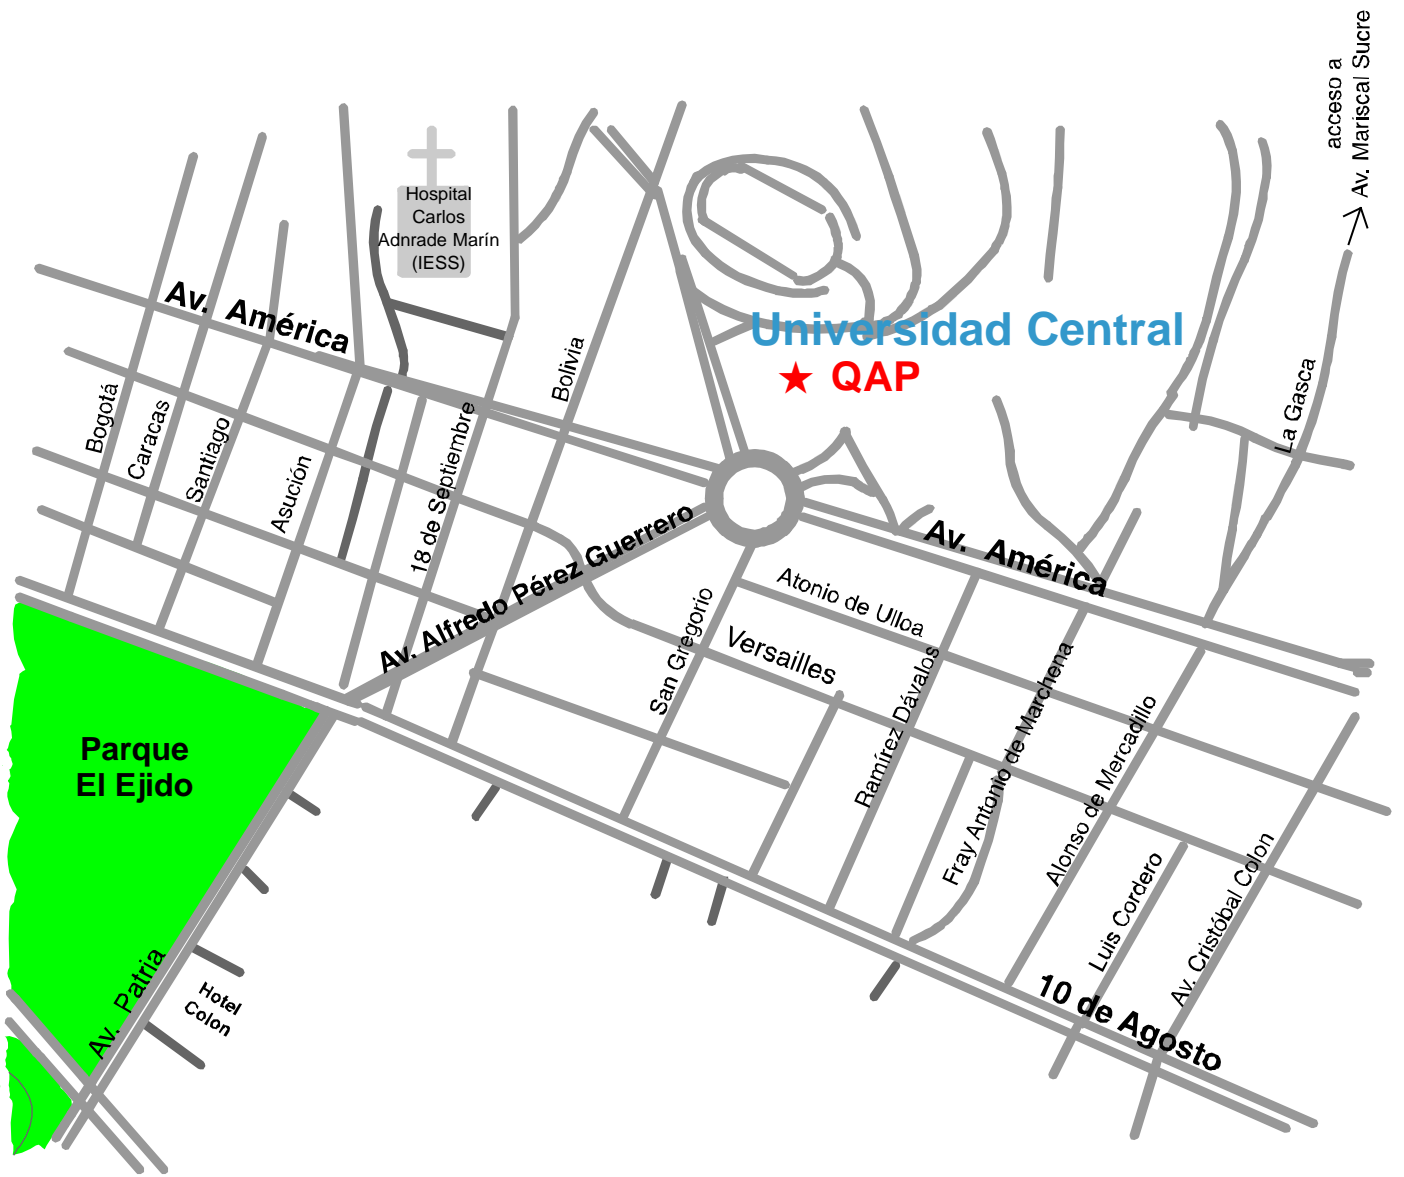 acceso a
Av. Mariscal Sucre
Hospital
Carlos
Adnrade Marín
(IESS)
Av. América
Universidad Central
★ QAP
Bolivia
La Gasca
Bogotá
Caracas
Santiago
Asución
18 de Septiembre
Av. Alfredo Pérez Guerrero
Av. América
Atonio de Ulloa
Versailles
San Gregorio
Ramírez Dávalos
Fray Antonio de Marchena
Alonso de Mercadillo
Parque
El Ejido
Luis Cordero
Av. Cristóbal Colon
Av. Patria
Hotel
Colon
10 de Agosto